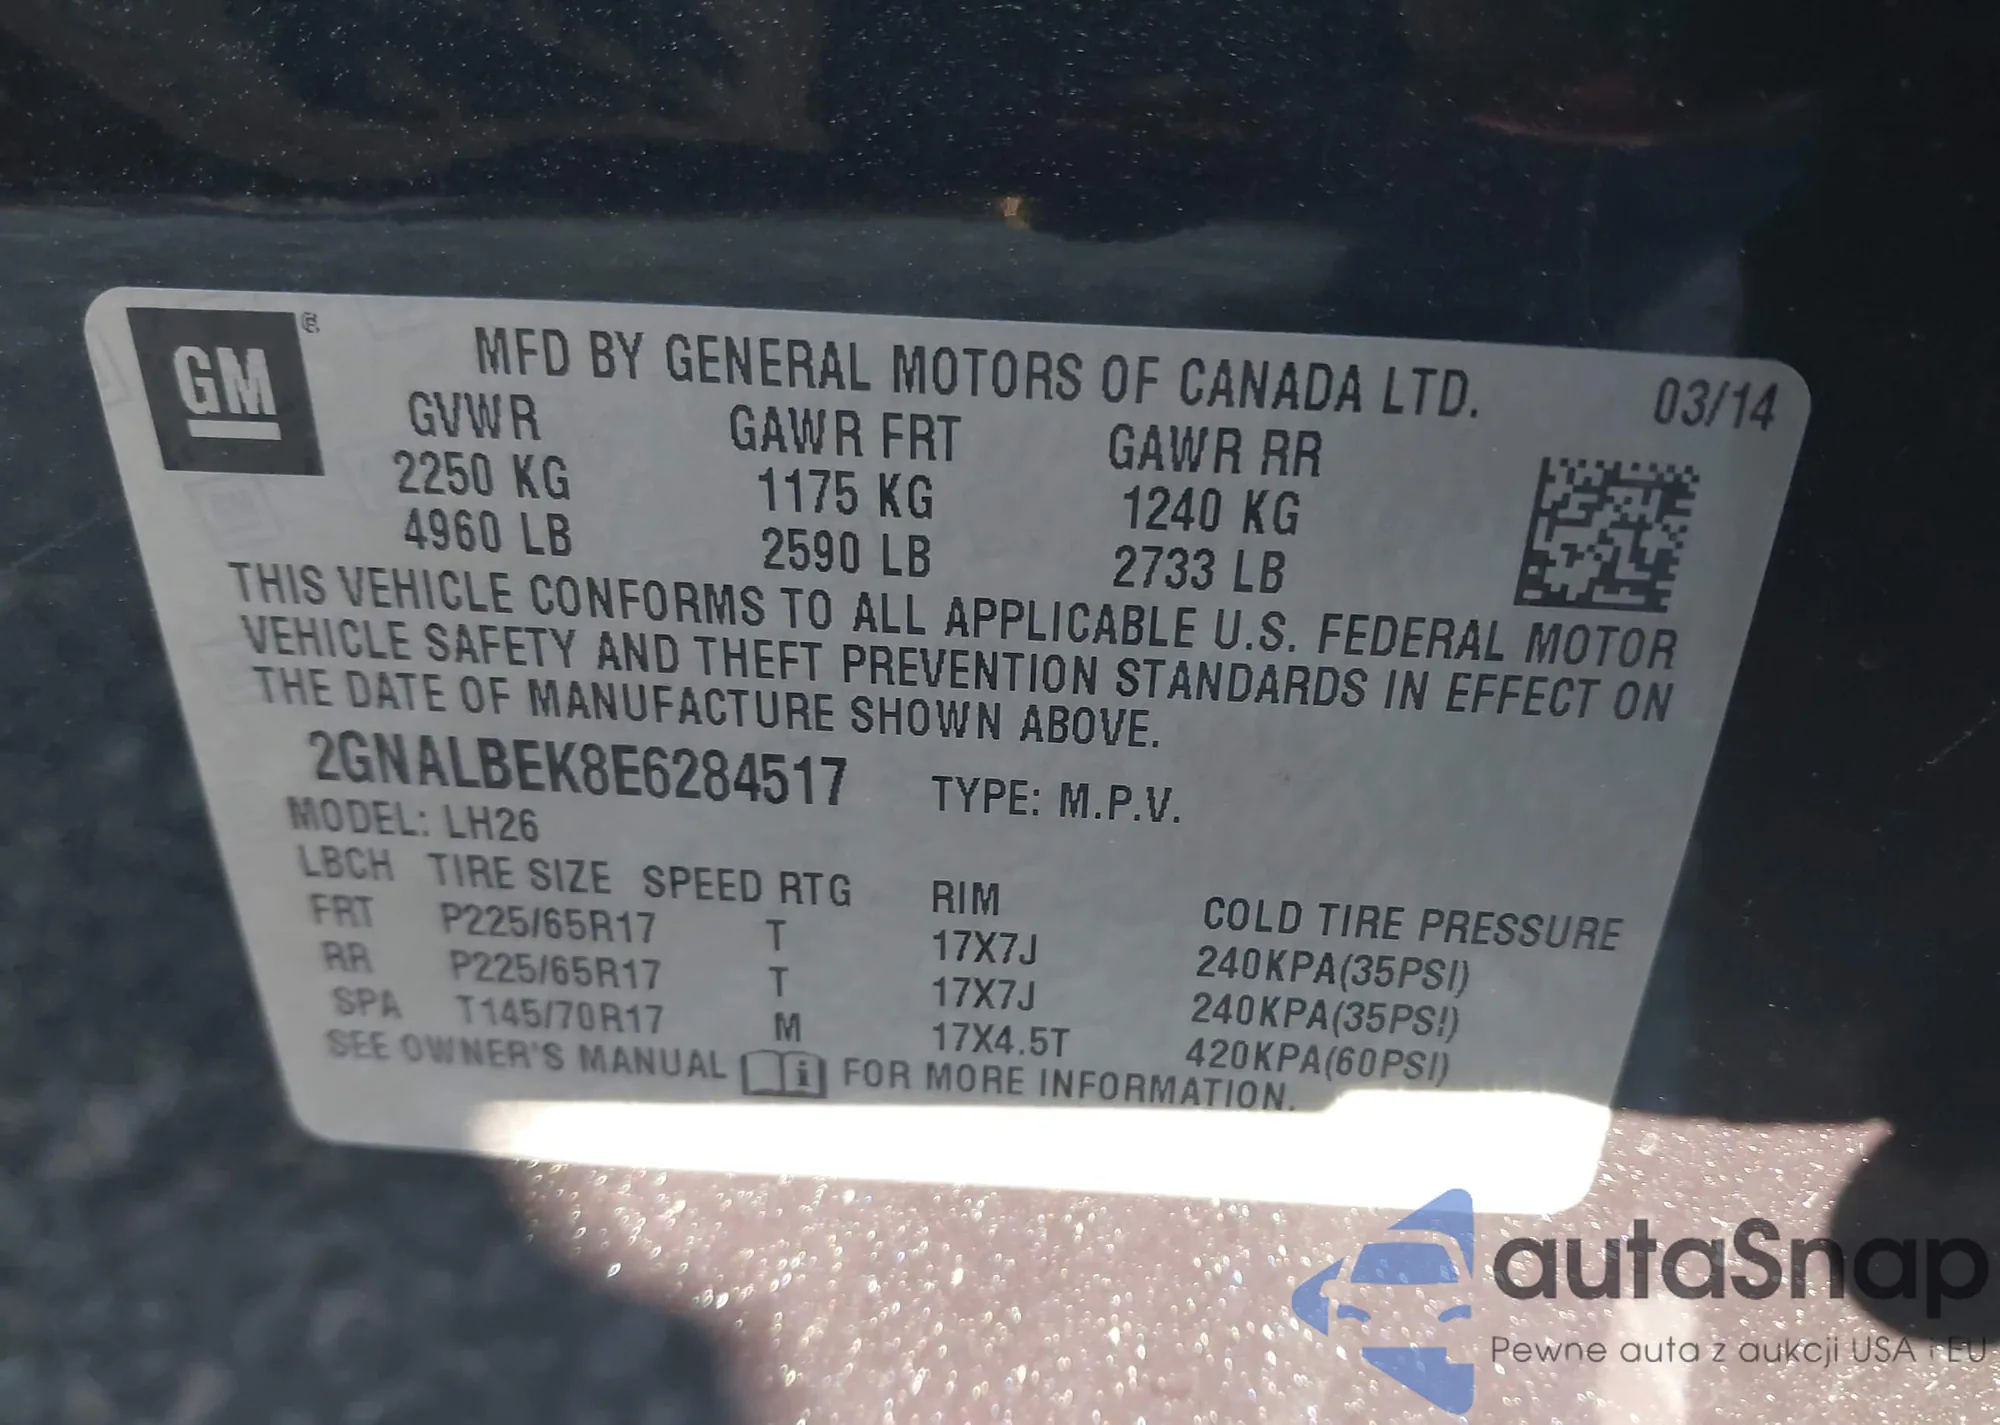 GM
MFD BY GENERAL MOTORS OF CANADA LTD. 03/14
GVWR GAWR FRT GAWR RR
2250 KG 1175 KG 1240 KG
4960 LB 2590 LB 2733 LB
THIS VEHICLE CONFORMS TO ALL APPLICABLE U.S. FEDERAL MOTOR
VEHICLE SAFETY AND THEFT PREVENTION STANDARDS IN EFFECT ON
THE DATE OF MANUFACTURE SHOWN ABOVE.
2GNALBEK8E6284517 TYPE: M.P.V.
MODEL: LH26
LBCH TIRE SIZE SPEED RTG RIM COLD TIRE PRESSURE
FRT P225/65R17 T 17X7J 240KPA(35PSI)
RR P225/65R17 T 17X7J 240KPA(35PSI)
SPA T145/70R17 M 17X4.5T 420KPA(60PSI)
SEE OWNER'S MANUAL i FOR MORE INFORMATION.
autaSnap
Pewne auta z aukcji USA i EU